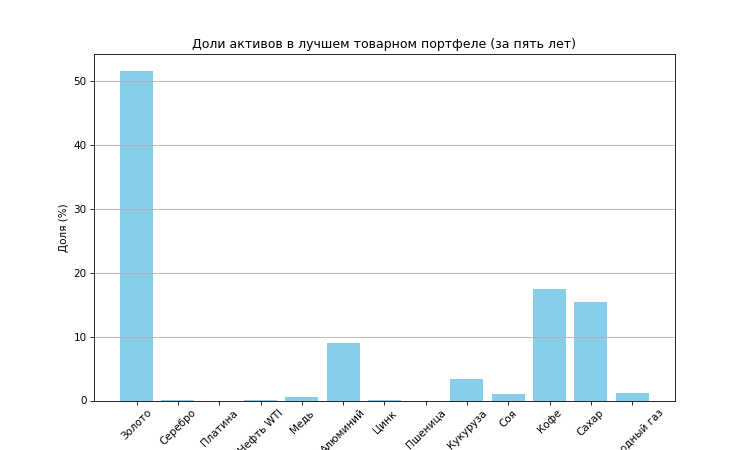 Доли активов в лучшем товарном портфеле (за пять лет)
Доля (%)
50
40
30
20
10
0
Золото
Серебро
Платина
Нефть WTI
Медь
Алюминий
Цинк
Пшеница
Кукуруза
Соя
Кофе
Сахар
газ